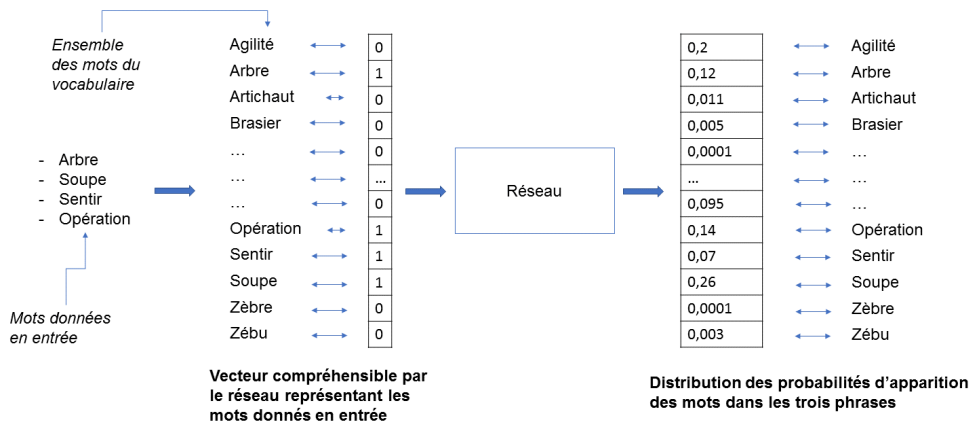 Ensemble
des mots du
vocabulaire
- Arbre
- Soupe
- Sentir
- Opération
Mots données
en entrée
Agilité 0
Arbre 1
Artichaut 0
Brasier 0
… 0
… ...
… 0
Opération 1
Sentir 1
Soupe 1
Zèbre 0
Zébu 0
Vecteur compréhensible par
le réseau représentant les
mots donnés en entrée
Réseau
0,2 Agilité
0,12 Arbre
0,011 Artichaut
0,005 Brasier
0,0001 …
... …
0,095 …
0,14 Opération
0,07 Sentir
0,26 Soupe
0,0001 Zèbre
0,003 Zébu
Distribution des probabilités d’apparition
des mots dans les trois phrases